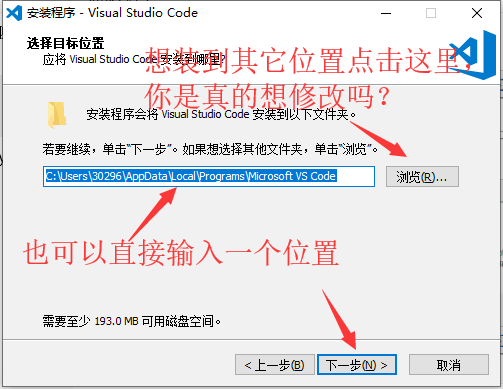 安装程序 - Visual Studio Code
选择目标位置
应将 Visual Studio Code 安装到哪里?
想装到其它位置点击这里,
你是真的想修改吗?
安装程序会将 Visual Studio Code 安装到以下文件夹。
若要继续，单击“下一步”。如果想选择其他文件夹，单击“浏览”。
C:\Users\30296\AppData\Local\Programs\Microsoft VS Code
浏览(R)...
也可以直接输入一个位置
需要至少 193.0 MB 可用磁盘空间。
< 上一步(B) 下一步(N) > 取消